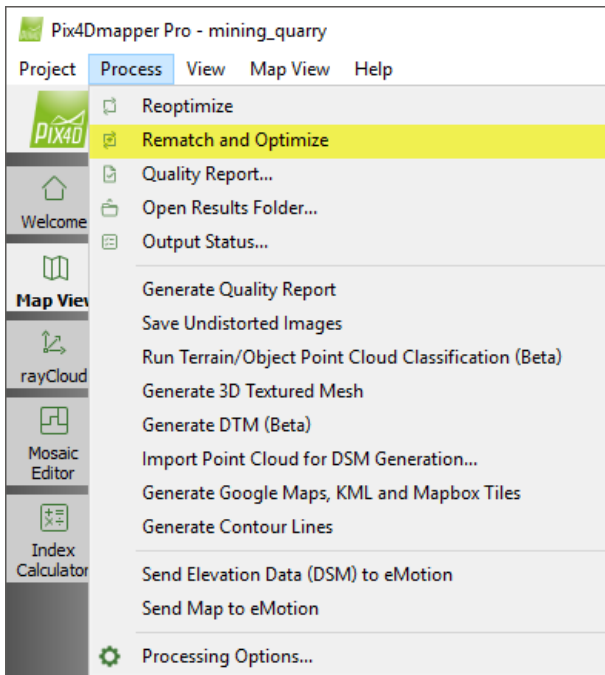 Pix4Dmapper Pro - mining_quarry
Project Process View Map View Help
PIX4D
Welcome
Map View
rayCloud
Mosaic
Editor
Index
Calculator
Reoptimize
Rematch and Optimize
Quality Report...
Open Results Folder...
Output Status...
Generate Quality Report
Save Undistorted Images
Run Terrain/Object Point Cloud Classification (Beta)
Generate 3D Textured Mesh
Generate DTM (Beta)
Import Point Cloud for DSM Generation...
Generate Google Maps, KML and Mapbox Tiles
Generate Contour Lines
Send Elevation Data (DSM) to eMotion
Send Map to eMotion
Processing Options...